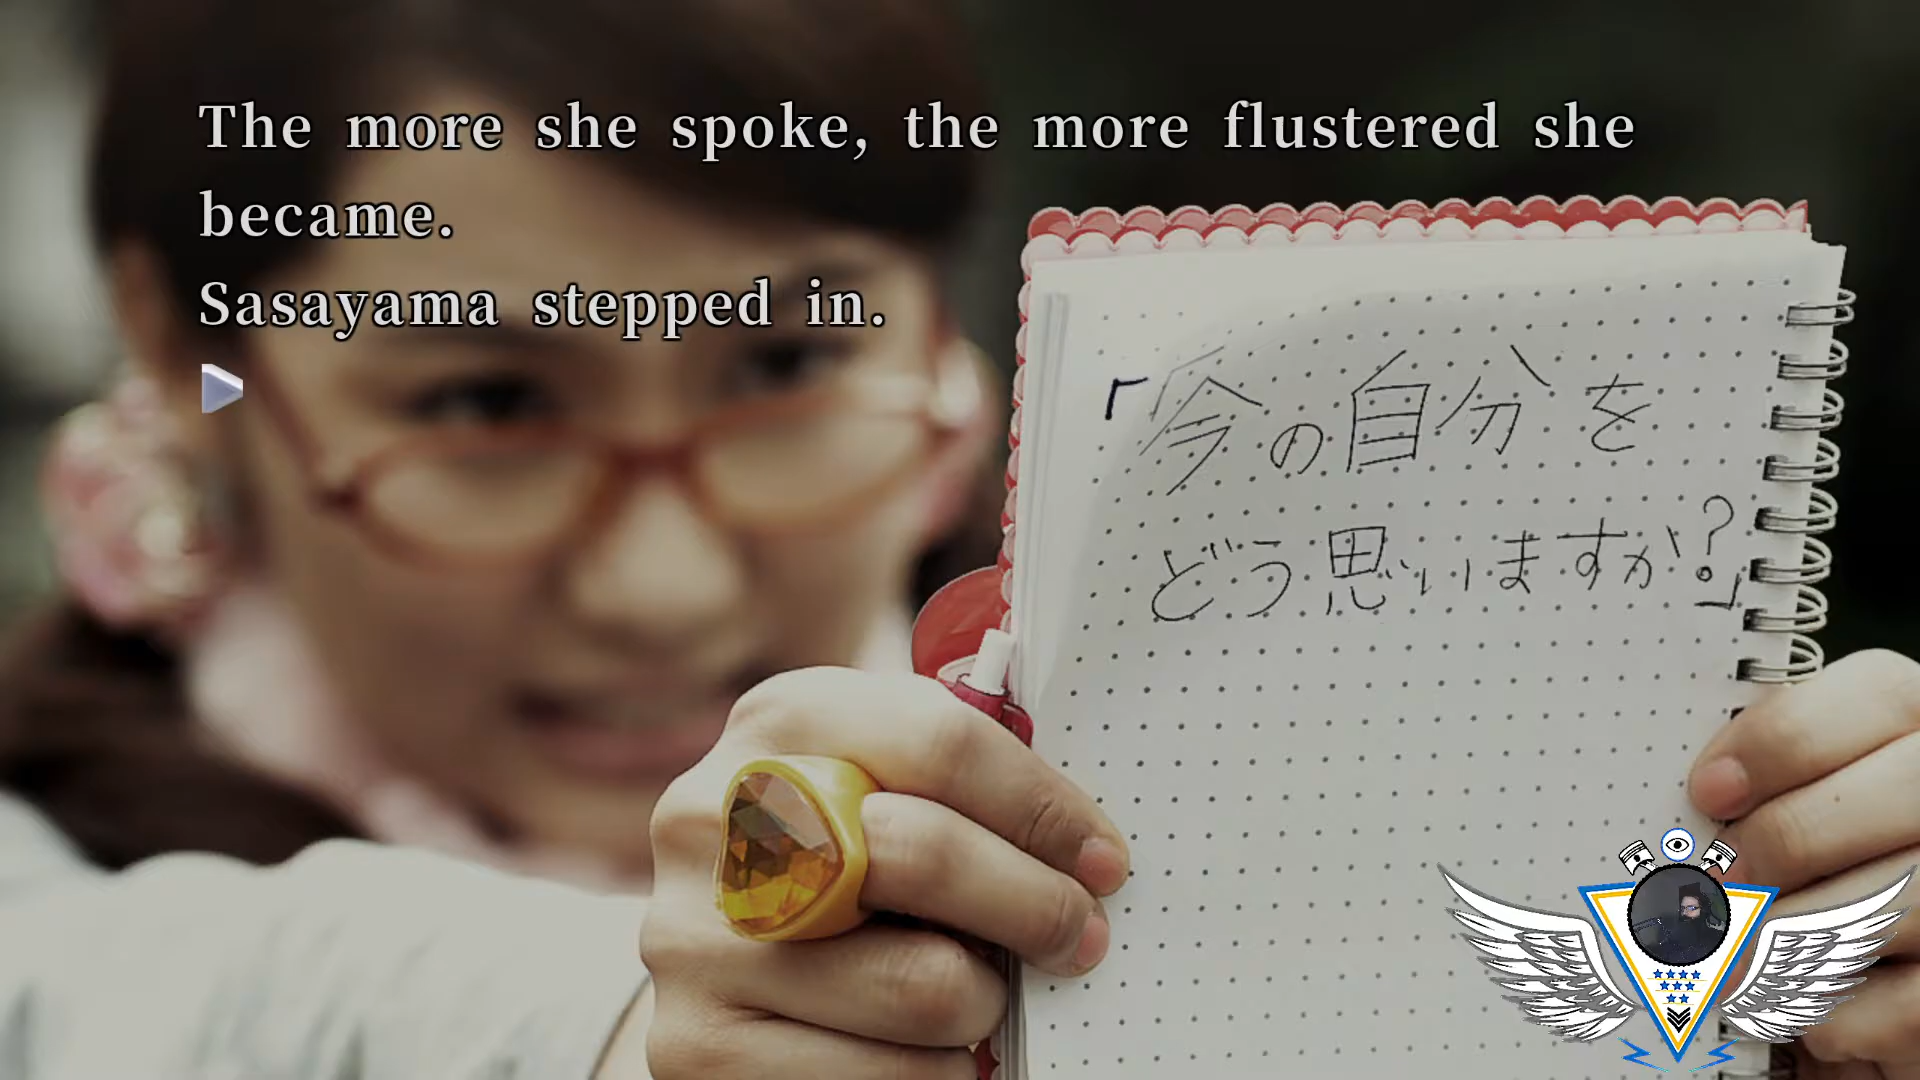 The more she spoke, the more flustered she
became.
Sasayama stepped in.
「今の自分を
どう思いますか?」